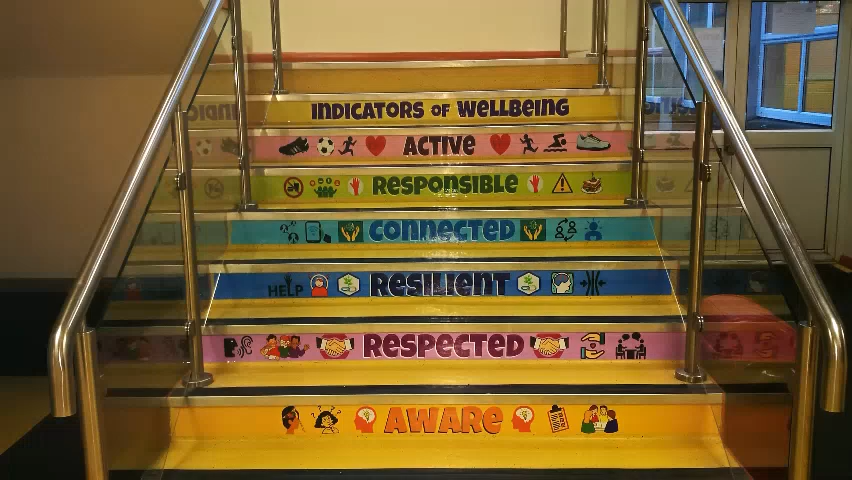 INDICATORS OF WELLBEING
ACTIVE
RESPONSIBLE
CONNECTED
HELP RESILIENT
RESPECTED
AWARE